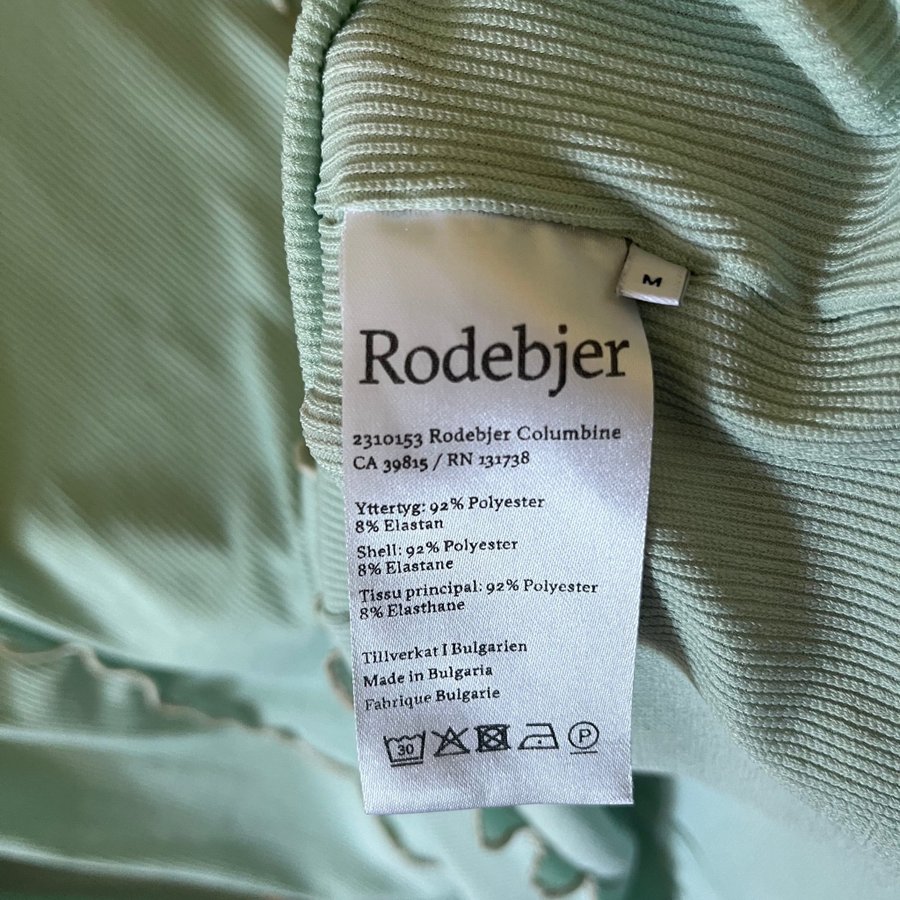 M
Rodebjer
2310153 Rodebjer Columbine
CA 39815 / RN 131738
Yttertyg: 92% Polyester
8% Elastan
Shell: 92% Polyester
8% Elastane
Tissu principal: 92% Polyester
8% Elasthane
Tillverkat I Bulgarien
Made in Bulgaria
Fabrique Bulgarie
30 P